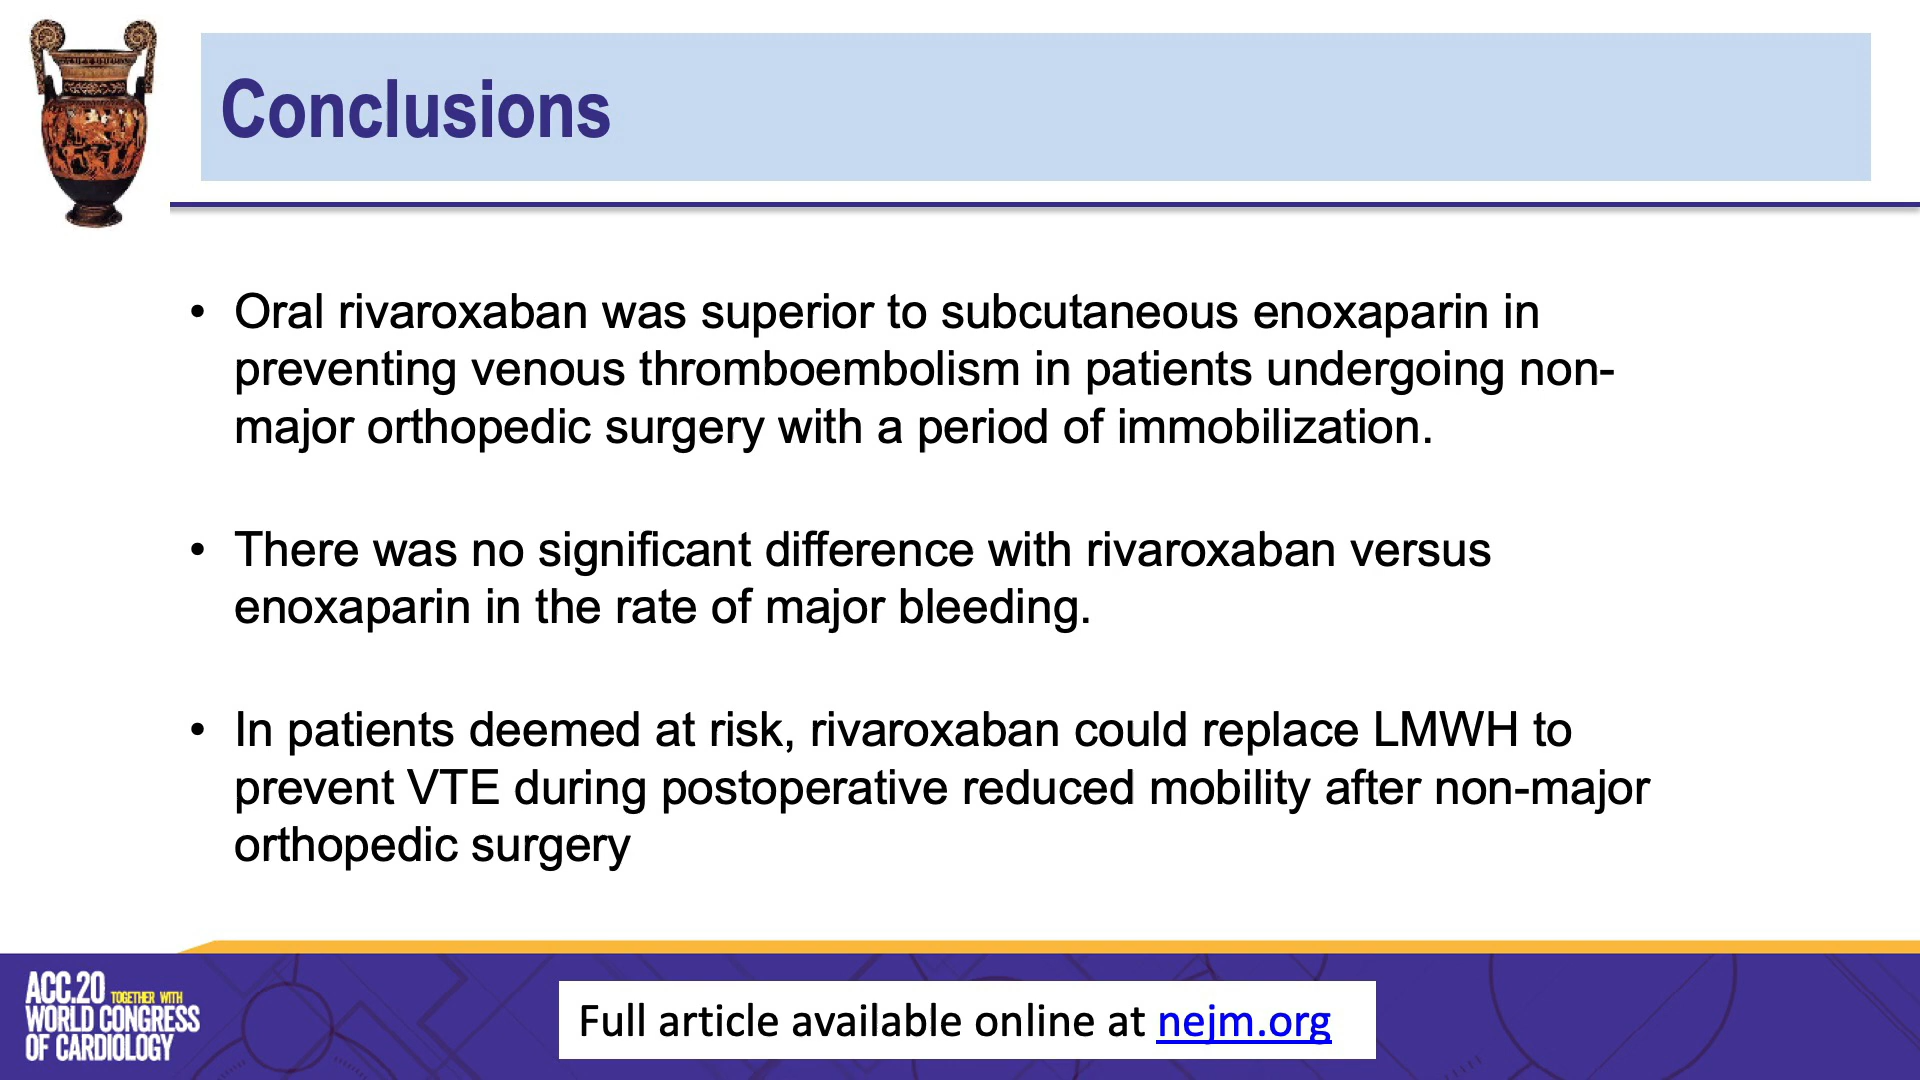 Conclusions
• Oral rivaroxaban was superior to subcutaneous enoxaparin in
preventing venous thromboembolism in patients undergoing non-
major orthopedic surgery with a period of immobilization.
• There was no significant difference with rivaroxaban versus
enoxaparin in the rate of major bleeding.
• In patients deemed at risk, rivaroxaban could replace LMWH to
prevent VTE during postoperative reduced mobility after non-major
orthopedic surgery
ACC.20 TOGETHER WITH
WORLD CONGRESS
OF CARDIOLOGY
Full article available online at nejm.org